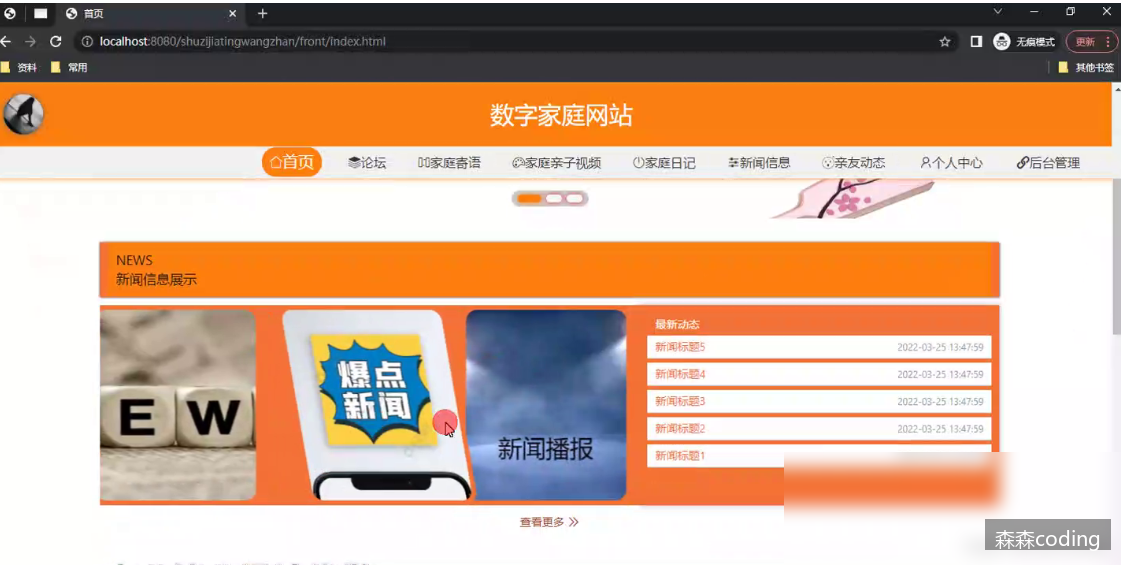 首页
localhost:8080/shuzijiatingwangzhan/front/index.html
无痕模式
更新
资料
常用
其他书签
数字家庭网站
首页
论坛
家庭寄语
家庭亲子视频
家庭日记
新闻信息
亲友动态
个人中心
后台管理
NEWS
新闻信息展示
E W
爆点
新闻
新闻播报
最新动态
新闻标题5 2022-03-25 13:47:59
新闻标题4 2022-03-25 13:47:59
新闻标题3 2022-03-25 13:47:59
新闻标题2 2022-03-25 13:47:59
新闻标题1
查看更多
森森coding